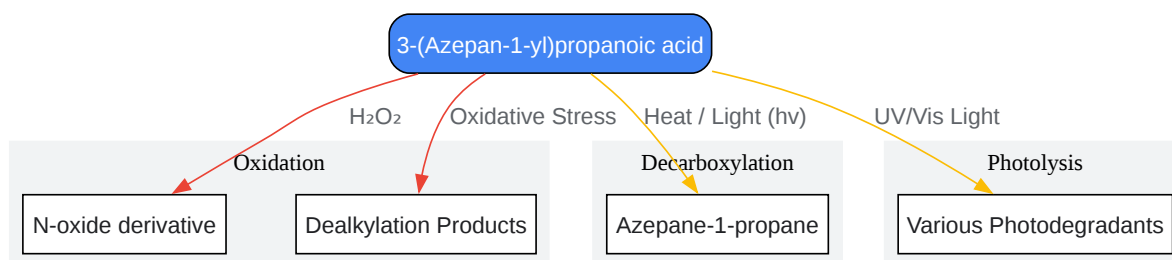 3-(Azepan-1-yl)propanoic acid
H₂O₂
Oxidative Stress
Heat / Light (hv)
UV/Vis Light
Oxidation
Decarboxylation
Photolysis
N-oxide derivative
Dealkylation Products
Azepane-1-propane
Various Photodegradants